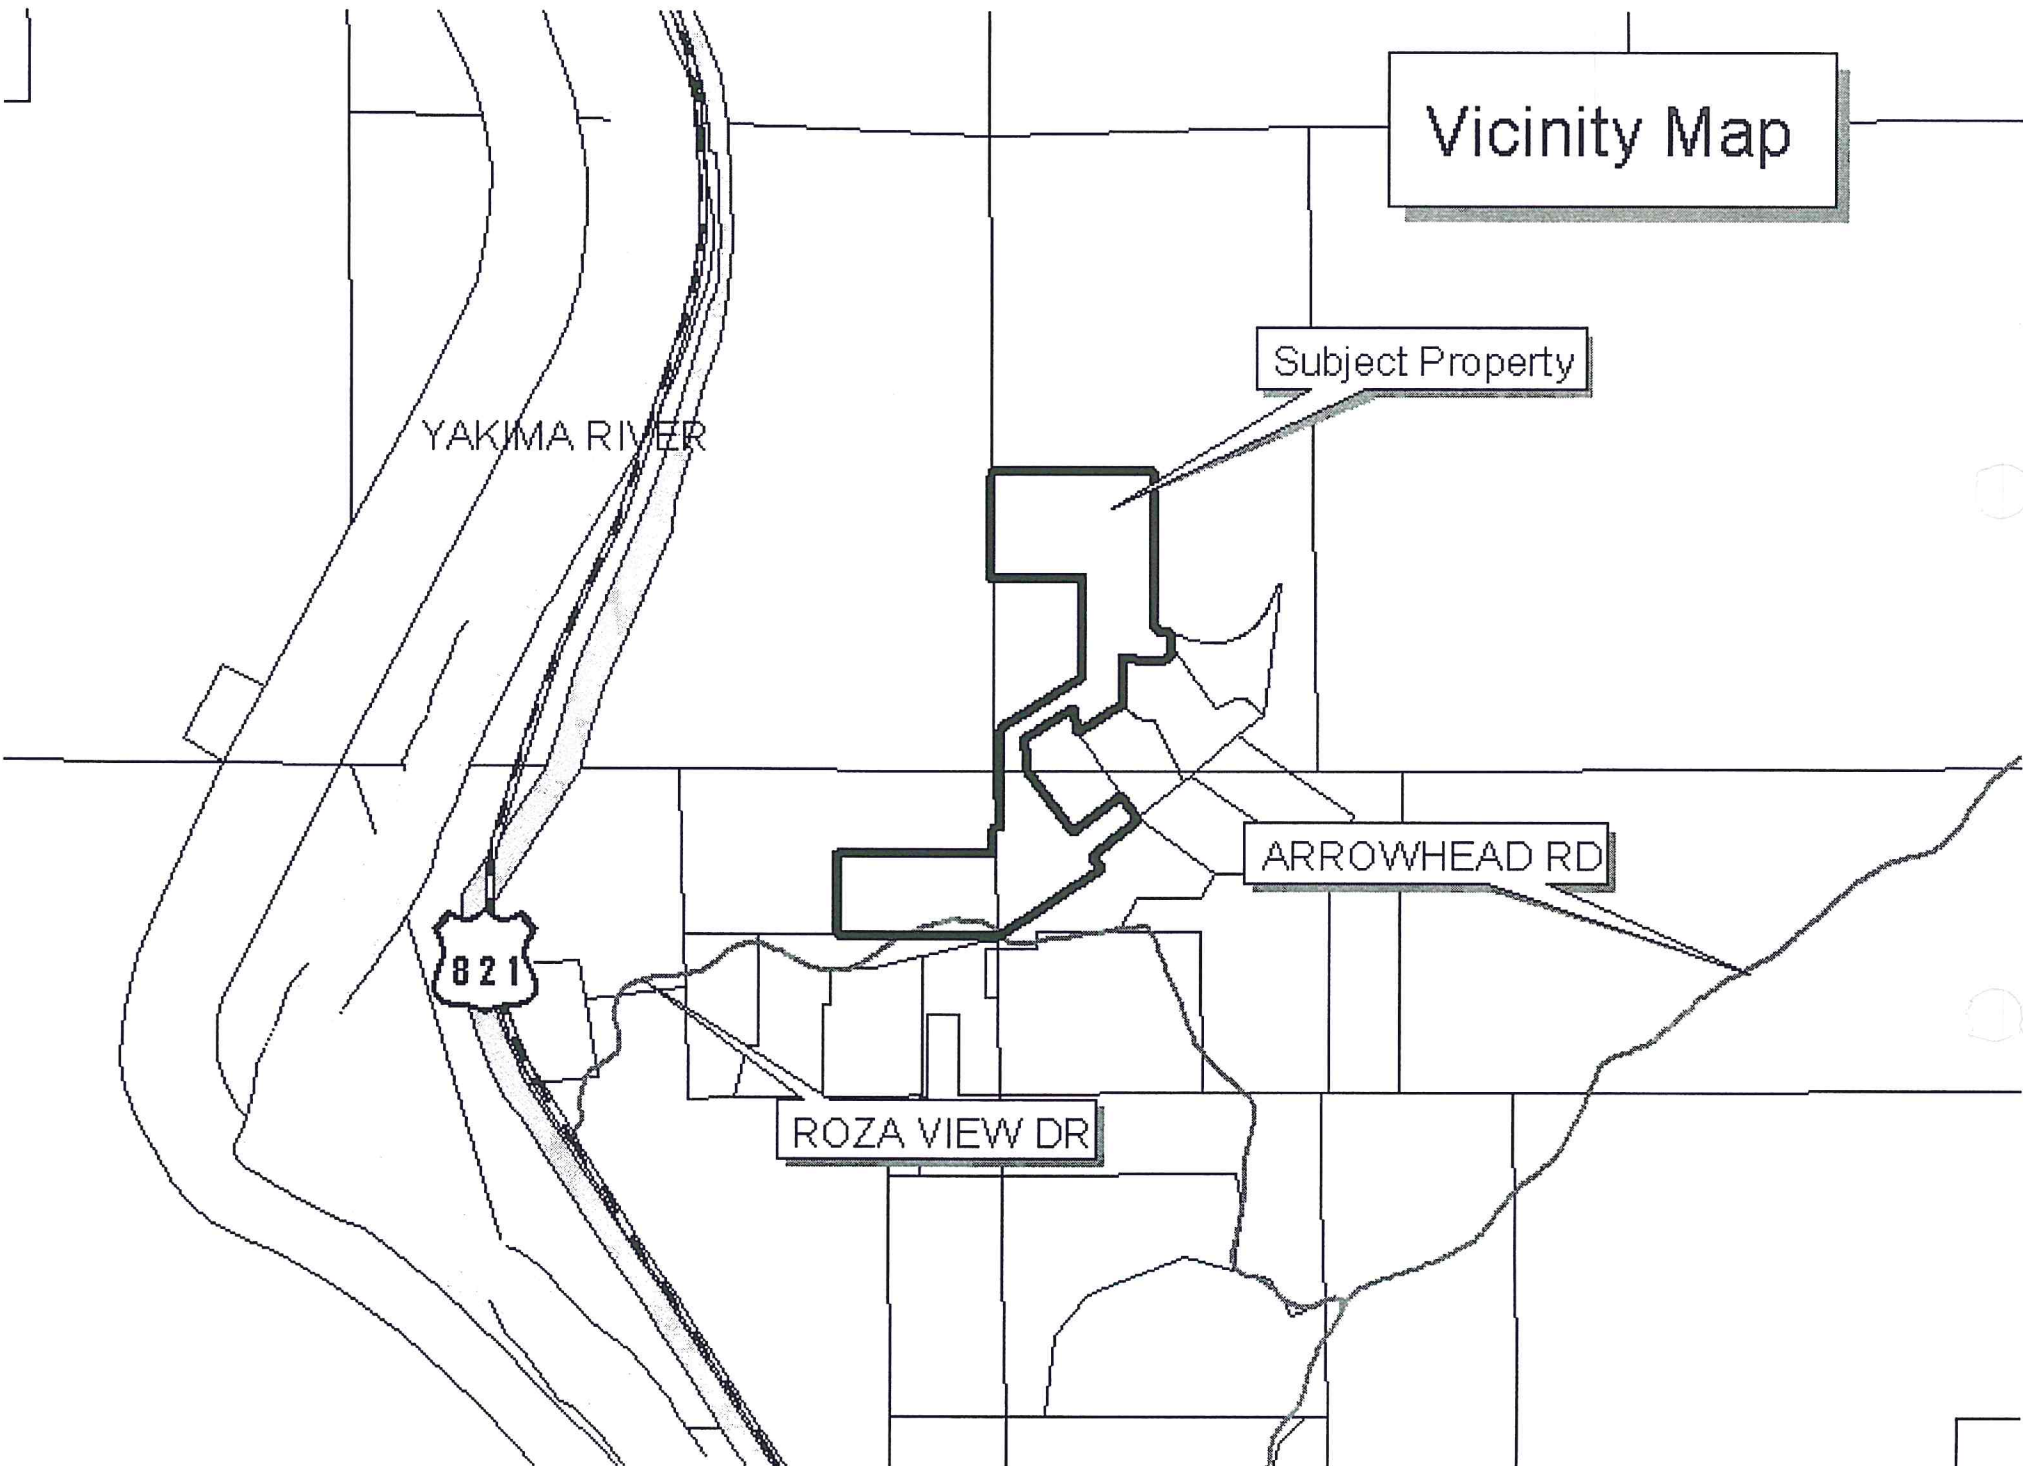 Vicinity Map
Subject Property
YAKIMA RIVER
ARROWHEAD RD
821
ROZA VIEW DR